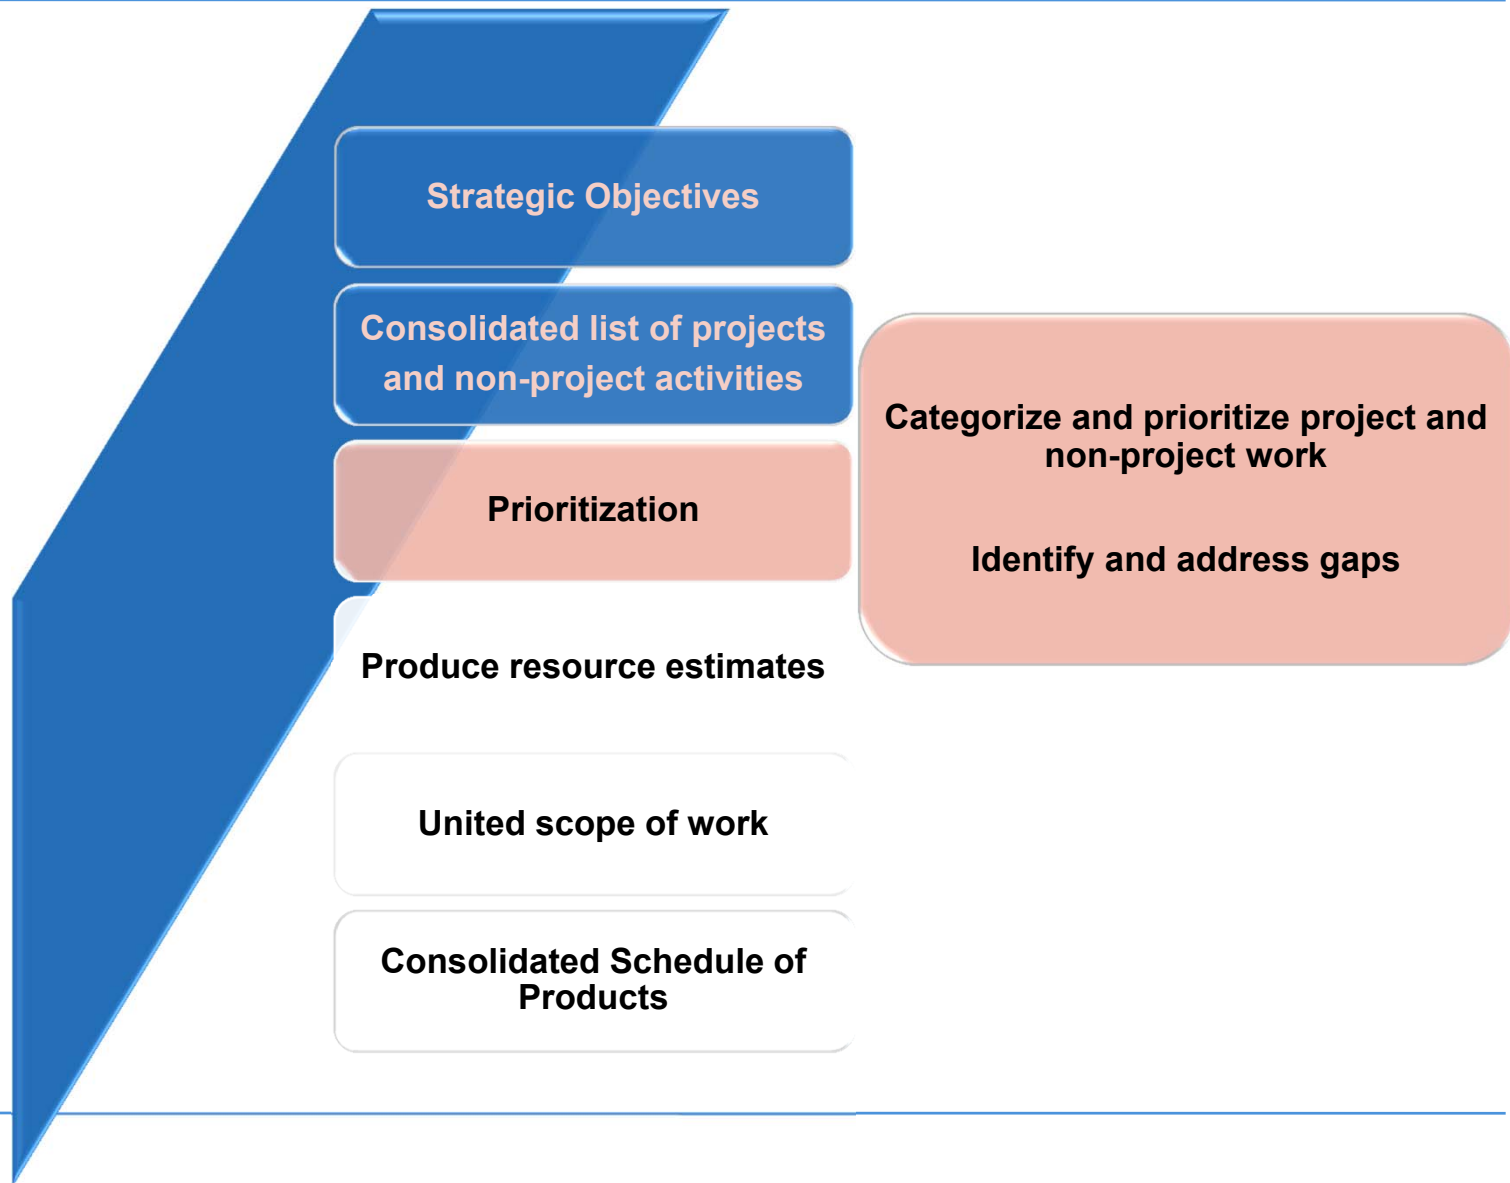 Strategic Objectives
Consolidated list of projects
and non-project activities
Categorize and prioritize project and
non-project work
Prioritization
Identify and address gaps
Produce resource estimates
United scope of work
Consolidated Schedule of
Products